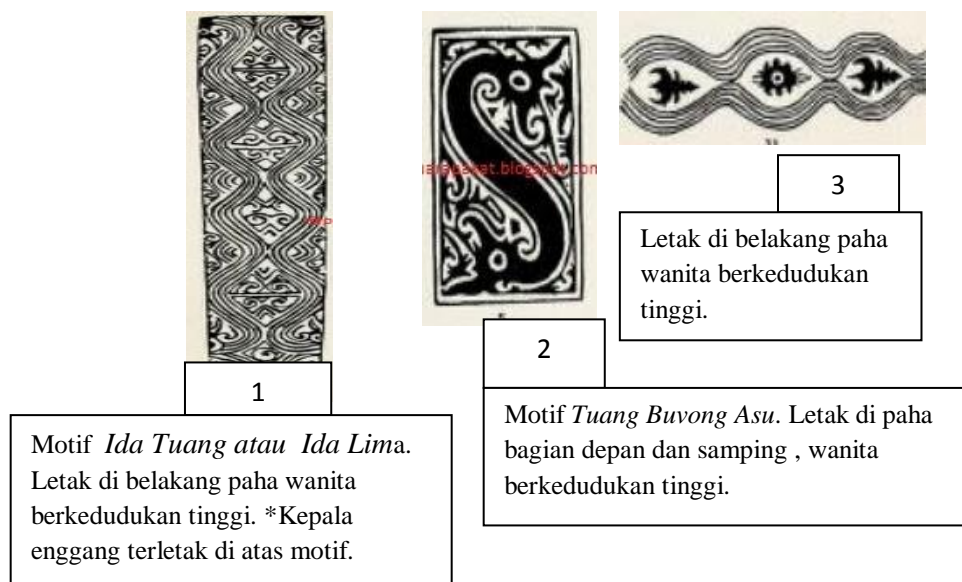 1
Motif Ida Tuang atau Ida Lima.
Letak di belakang paha wanita
berkedudukan tinggi. *Kepala
enggang terletak di atas motif.
2
Motif Tuang Buvong Asu. Letak di paha
bagian depan dan samping , wanita
berkedudukan tinggi.
3
Letak di belakang paha
wanita berkedudukan
tinggi.